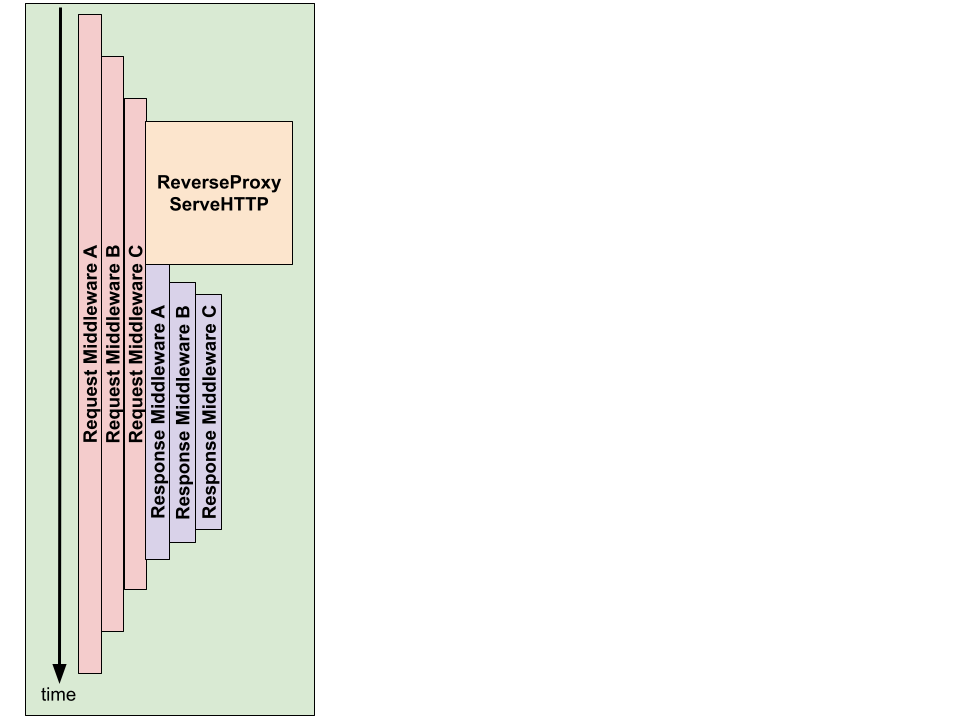 Request Middleware A
Request Middleware B
Request Middleware C
ReverseProxy
ServeHTTP
Response Middleware A
Response Middleware B
Response Middleware C
time